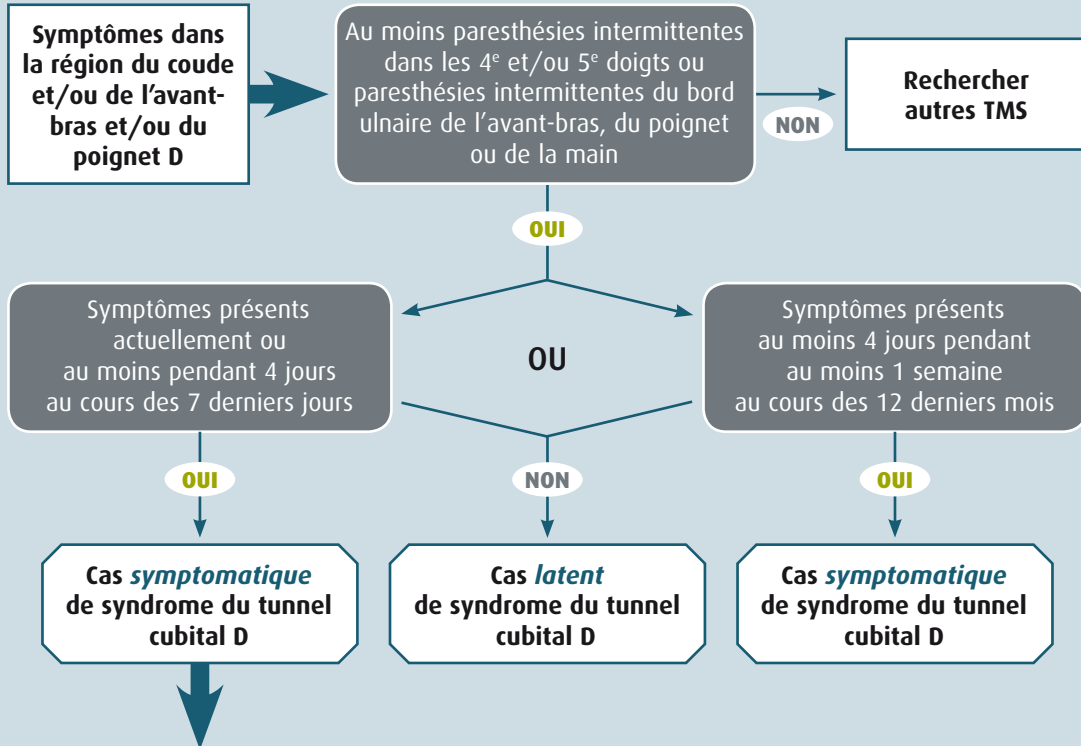 Symptômes dans
la région du coude
et/ou de l'avant-
bras et/ou du
poignet D
Au moins paresthésies intermittentes
dans les 4e et/ou 5e doigts ou
paresthésies intermittentes du bord
ulnaire de l'avant-bras, du poignet
ou de la main
NON
Rechercher
autres TMS
OUI
Symptômes présents
actuellement ou
au moins pendant 4 jours
au cours des 7 derniers jours
OU
Symptômes présents
au moins 4 jours pendant
au moins 1 semaine
au cours des 12 derniers mois
OUI
NON
OUI
Cas symptomatique
de syndrome du tunnel
cubital D
Cas latent
de syndrome du tunnel
cubital D
Cas symptomatique
de syndrome du tunnel
cubital D